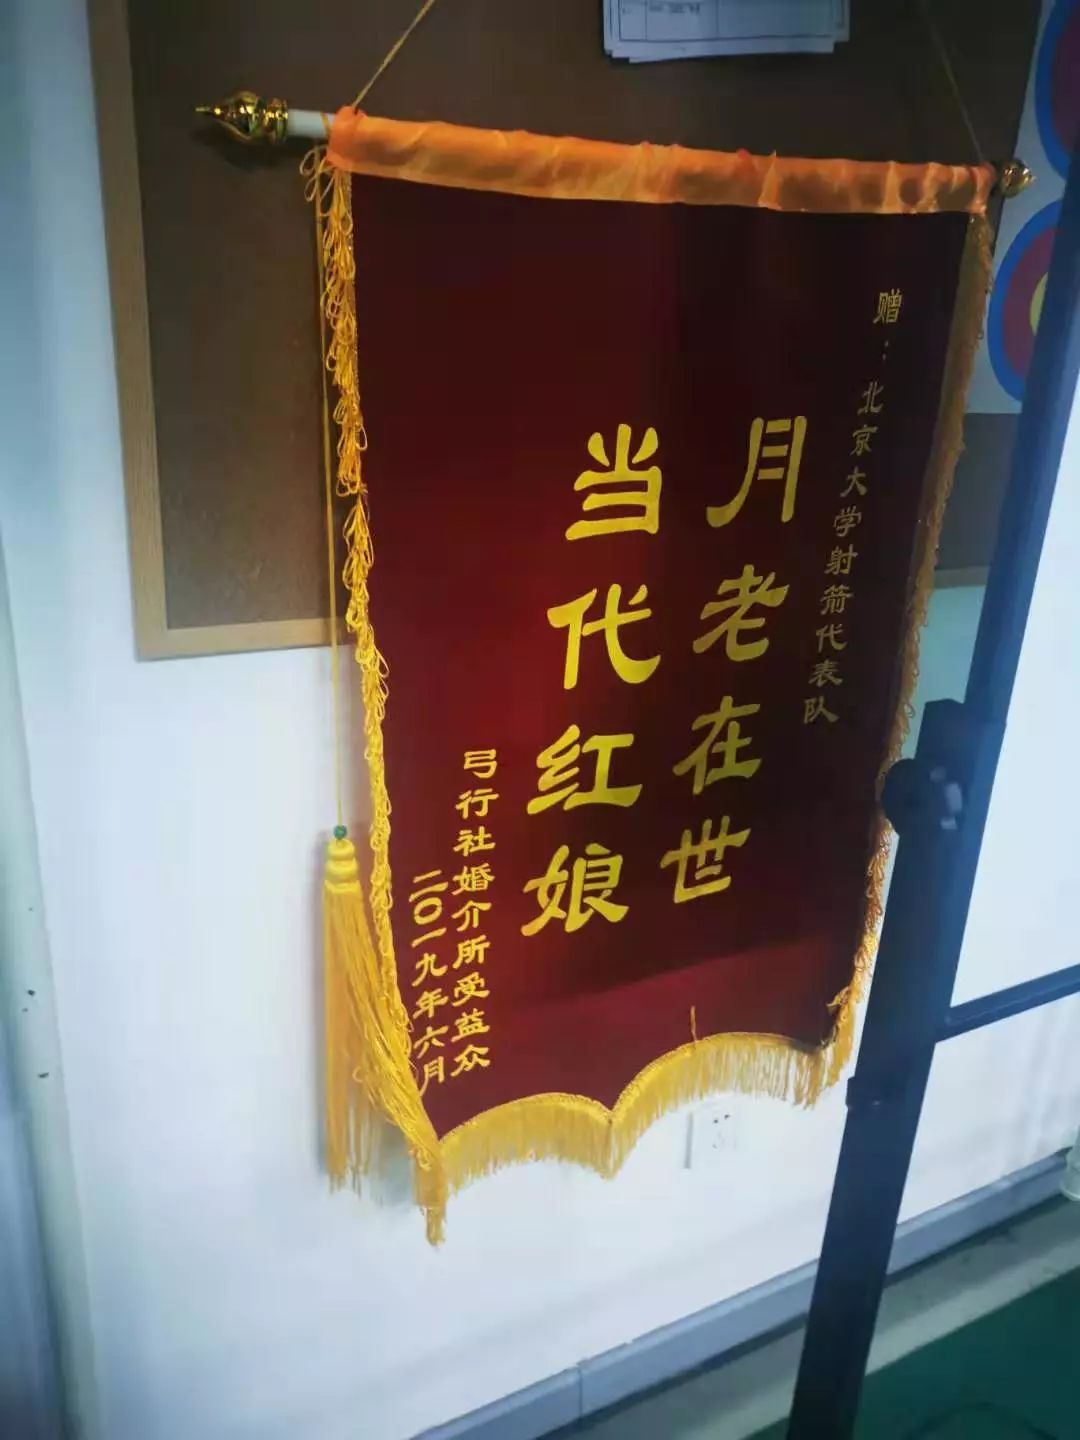 赠：北京大学射箭代表队
月老在世
当代红娘
弓行社婚介所受益众
二〇一九年六月